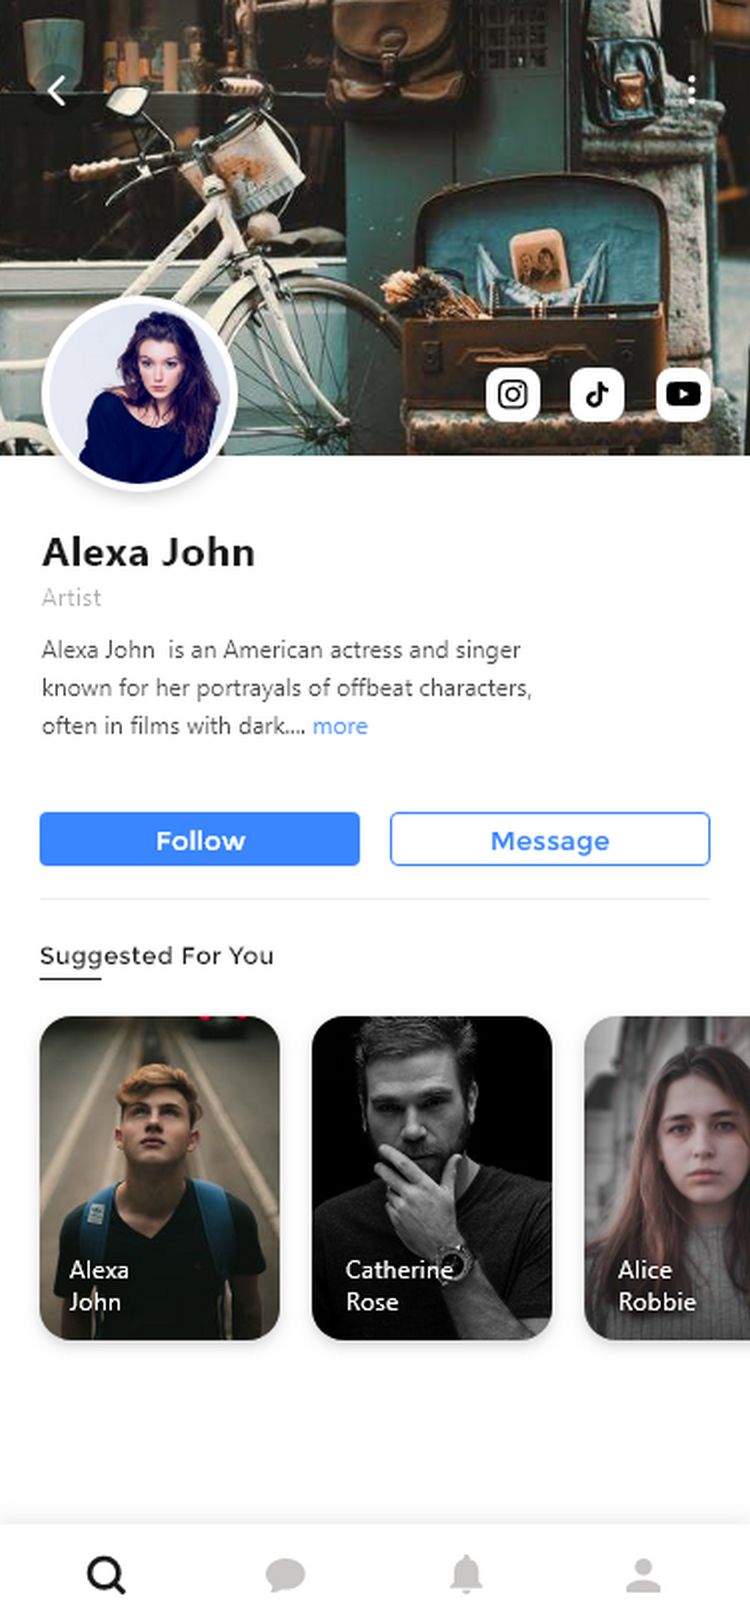 Alexa John
Artist
Alexa John is an American actress and singer
known for her portrayals of offbeat characters,
often in films with dark.... more
Follow
Message
Suggested For You
Alexa
John
Catherine
Rose
Alice
Robbie